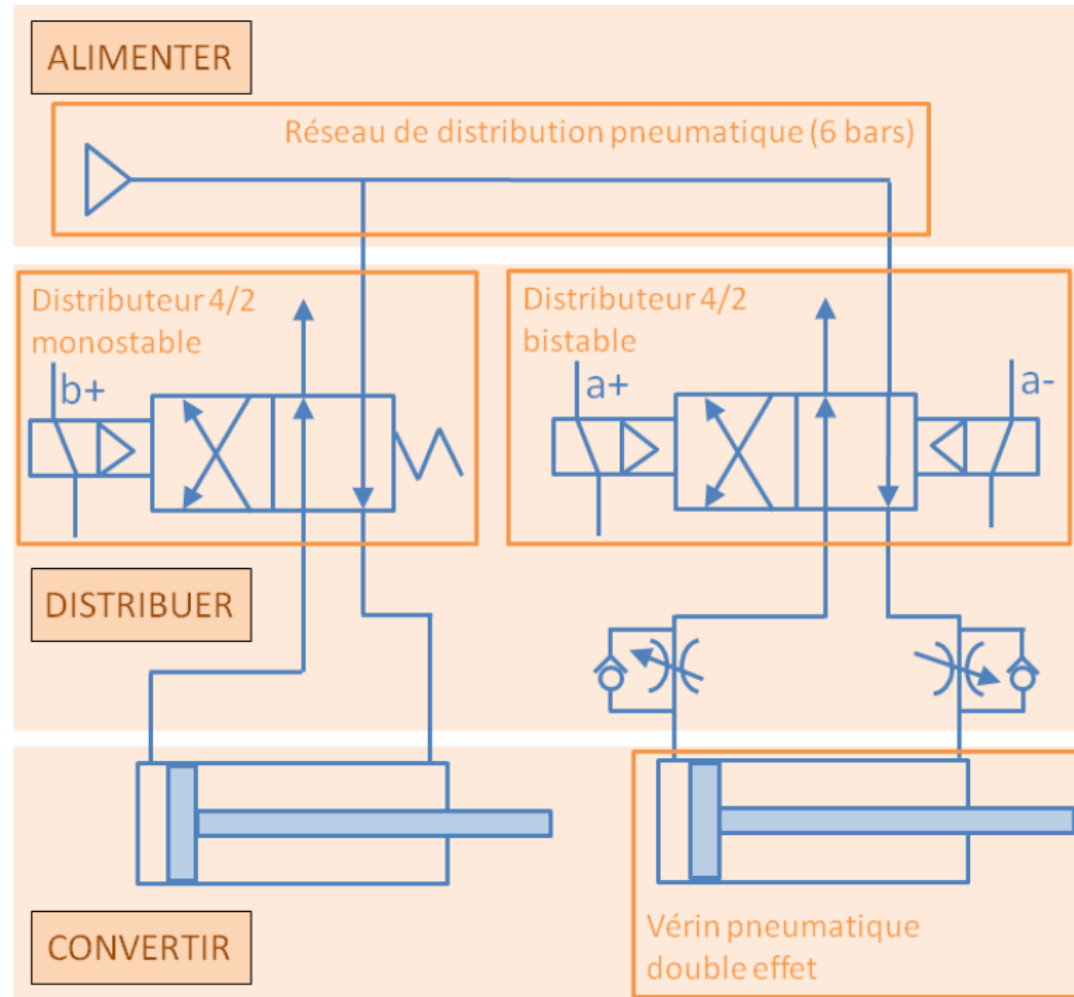 ALIMENTER
Réseau de distribution pneumatique (6 bars)
Distributeur 4/2
monostable
b+
Distributeur 4/2
bistable
a+
a-
DISTRIBUER
CONVERTIR
Vérin pneumatique
double effet